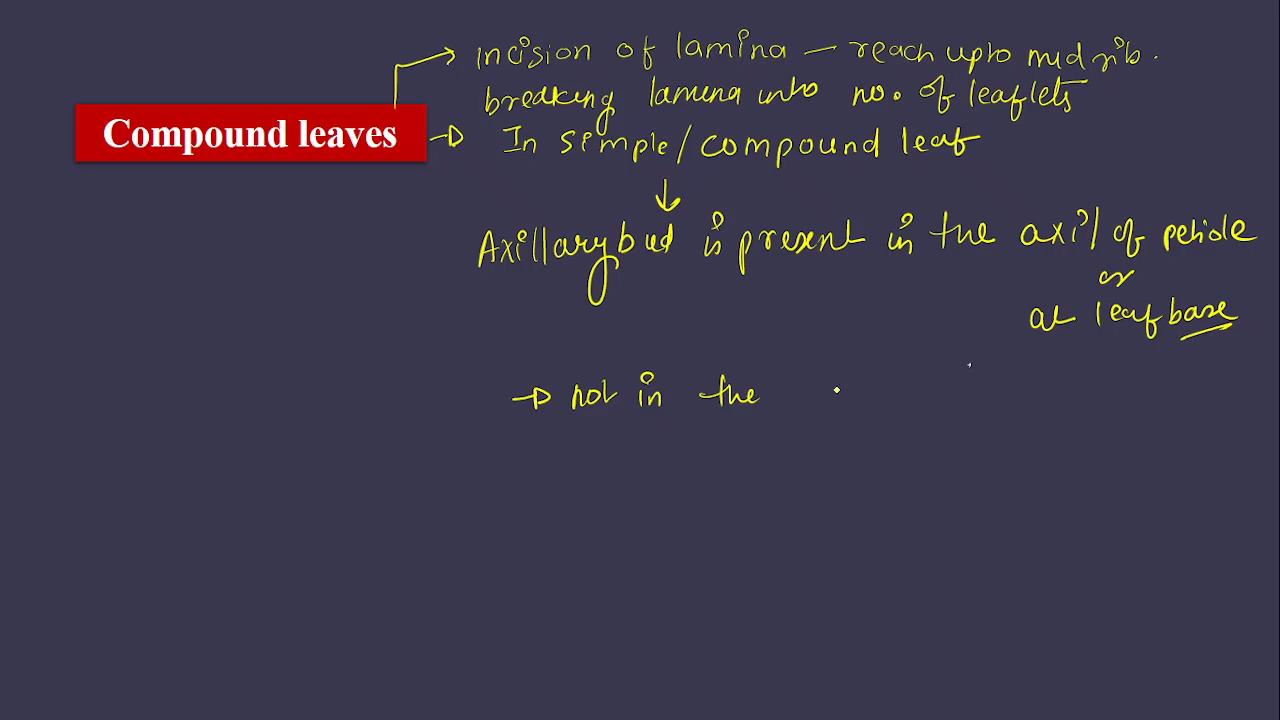 Incision of lamina - reach upto midrib.
breaking lamina into no. of leaflets
Compound leaves
In simple/compound leaf
Axillary bud is present in the axil of petiole
or
at leaf base
not in the